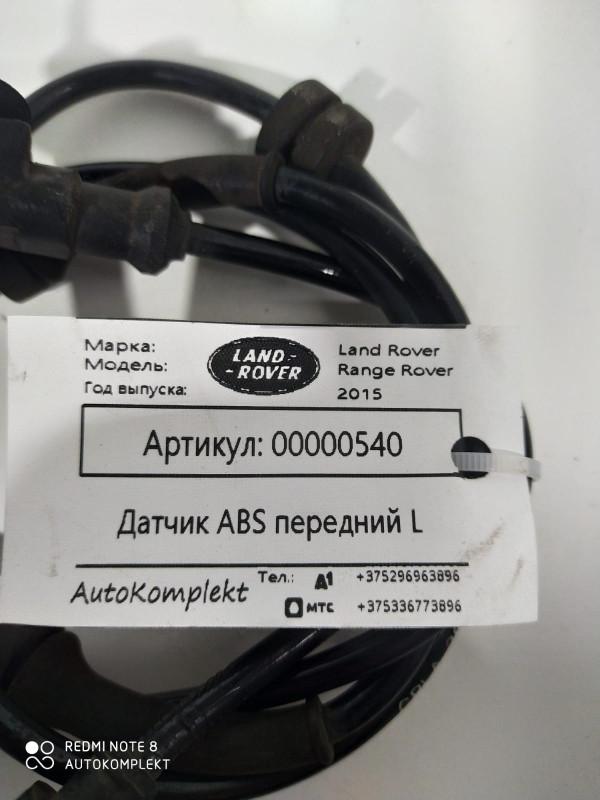 Марка: LAND- Land Rover
Модель: -ROVER Range Rover
Год выпуска: 2015
Артикул: 00000540
Датчик ABS передний L
AutoKomplekt Тел.: A1 +375296963896
МТС +375336773896
REDMI NOTE 8
AUTOKOMPLEKT